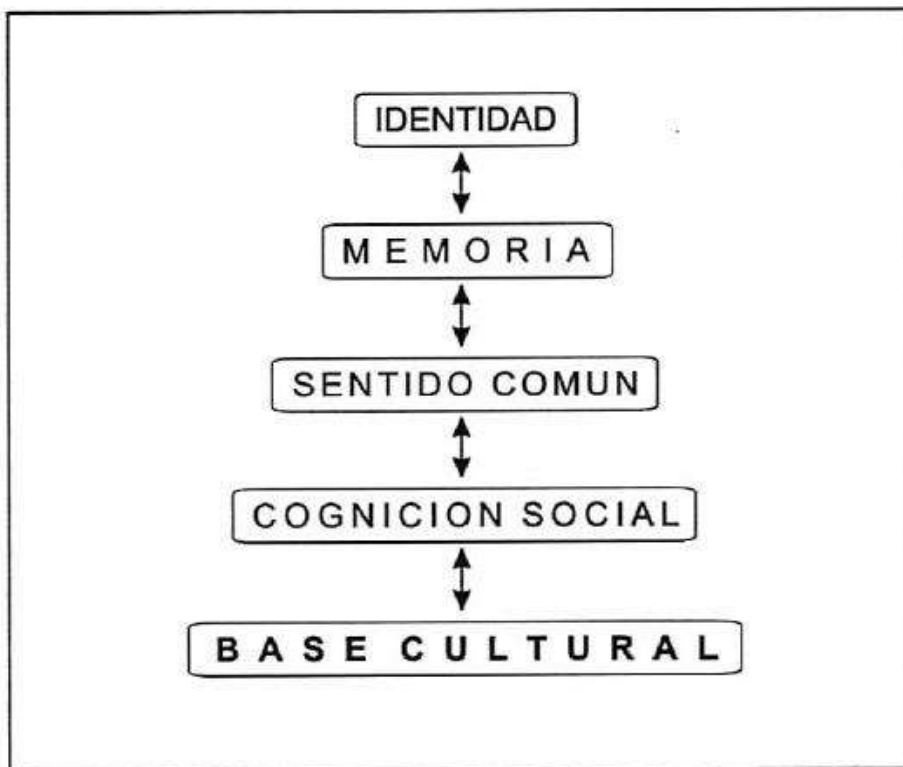 IDENTIDAD
MEMORIA
SENTIDO COMUN
COGNICION SOCIAL
BASE CULTURAL